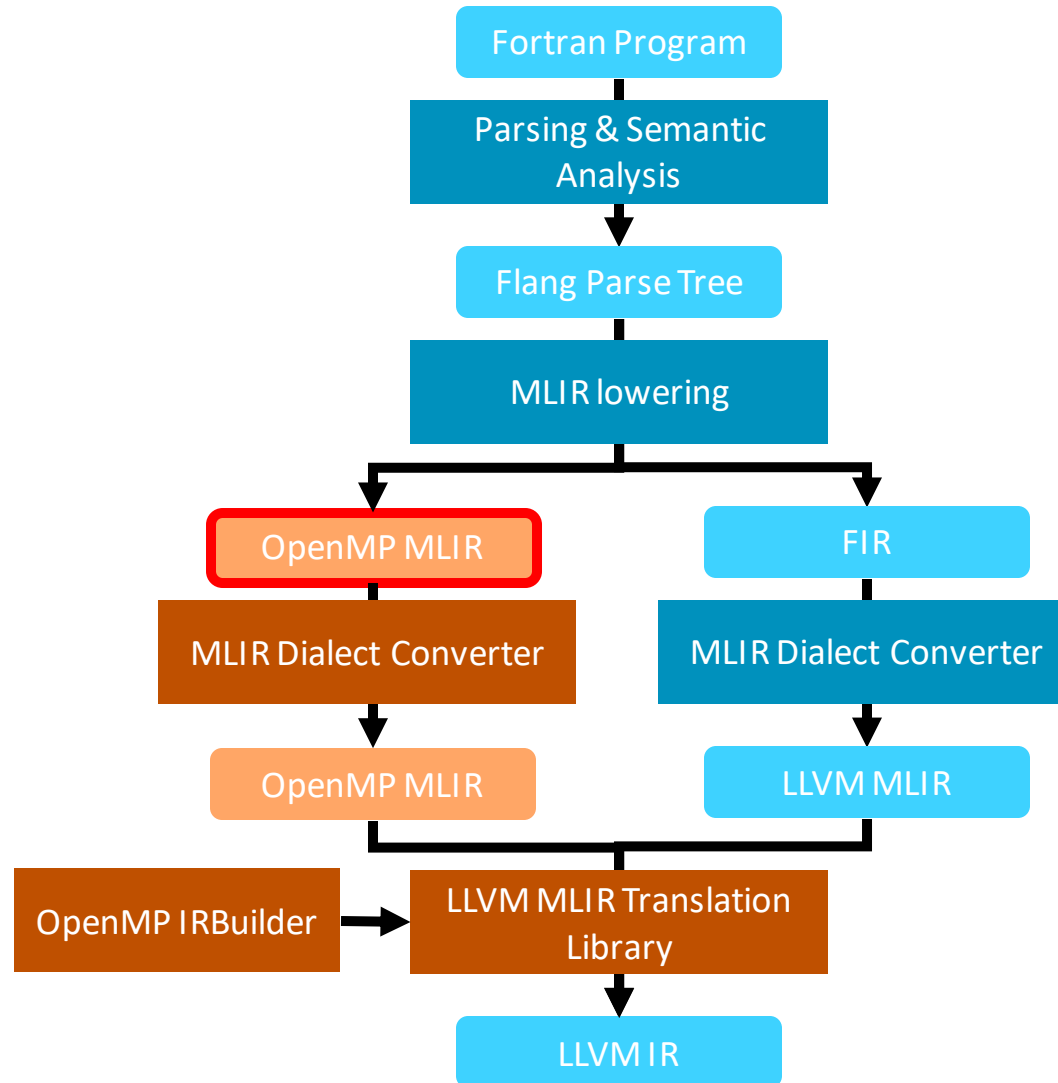 Fortran Program
Parsing & Semantic
Analysis
Flang Parse Tree
MLIR lowering
OpenMP MLIR
FIR
MLIR Dialect Converter
MLIR Dialect Converter
OpenMP MLIR
LLVM MLIR
OpenMP IRBuilder
LLVM MLIR Translation
Library
LLVM IR